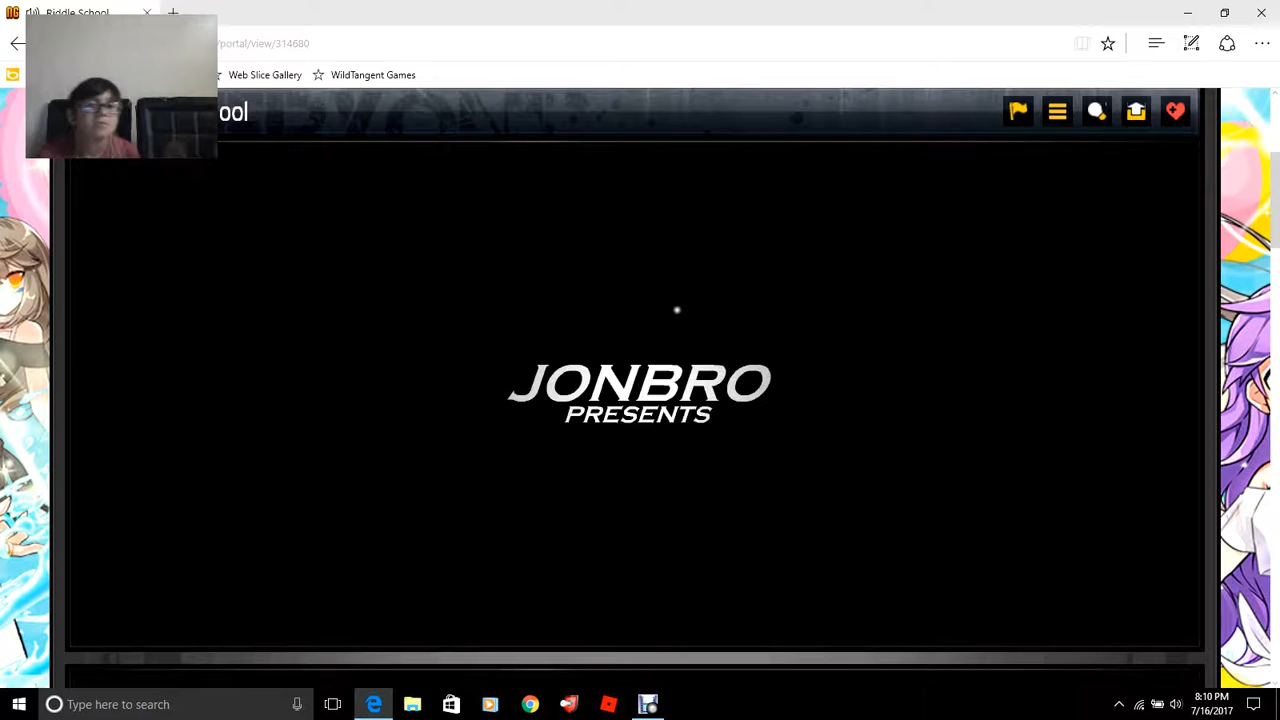 NG Riddle School
/portal/view/314680
Web Slice Gallery WildTangent Games
ool
JONBRO
PRESENTS
Type here to search
8:10 PM
7/16/2017